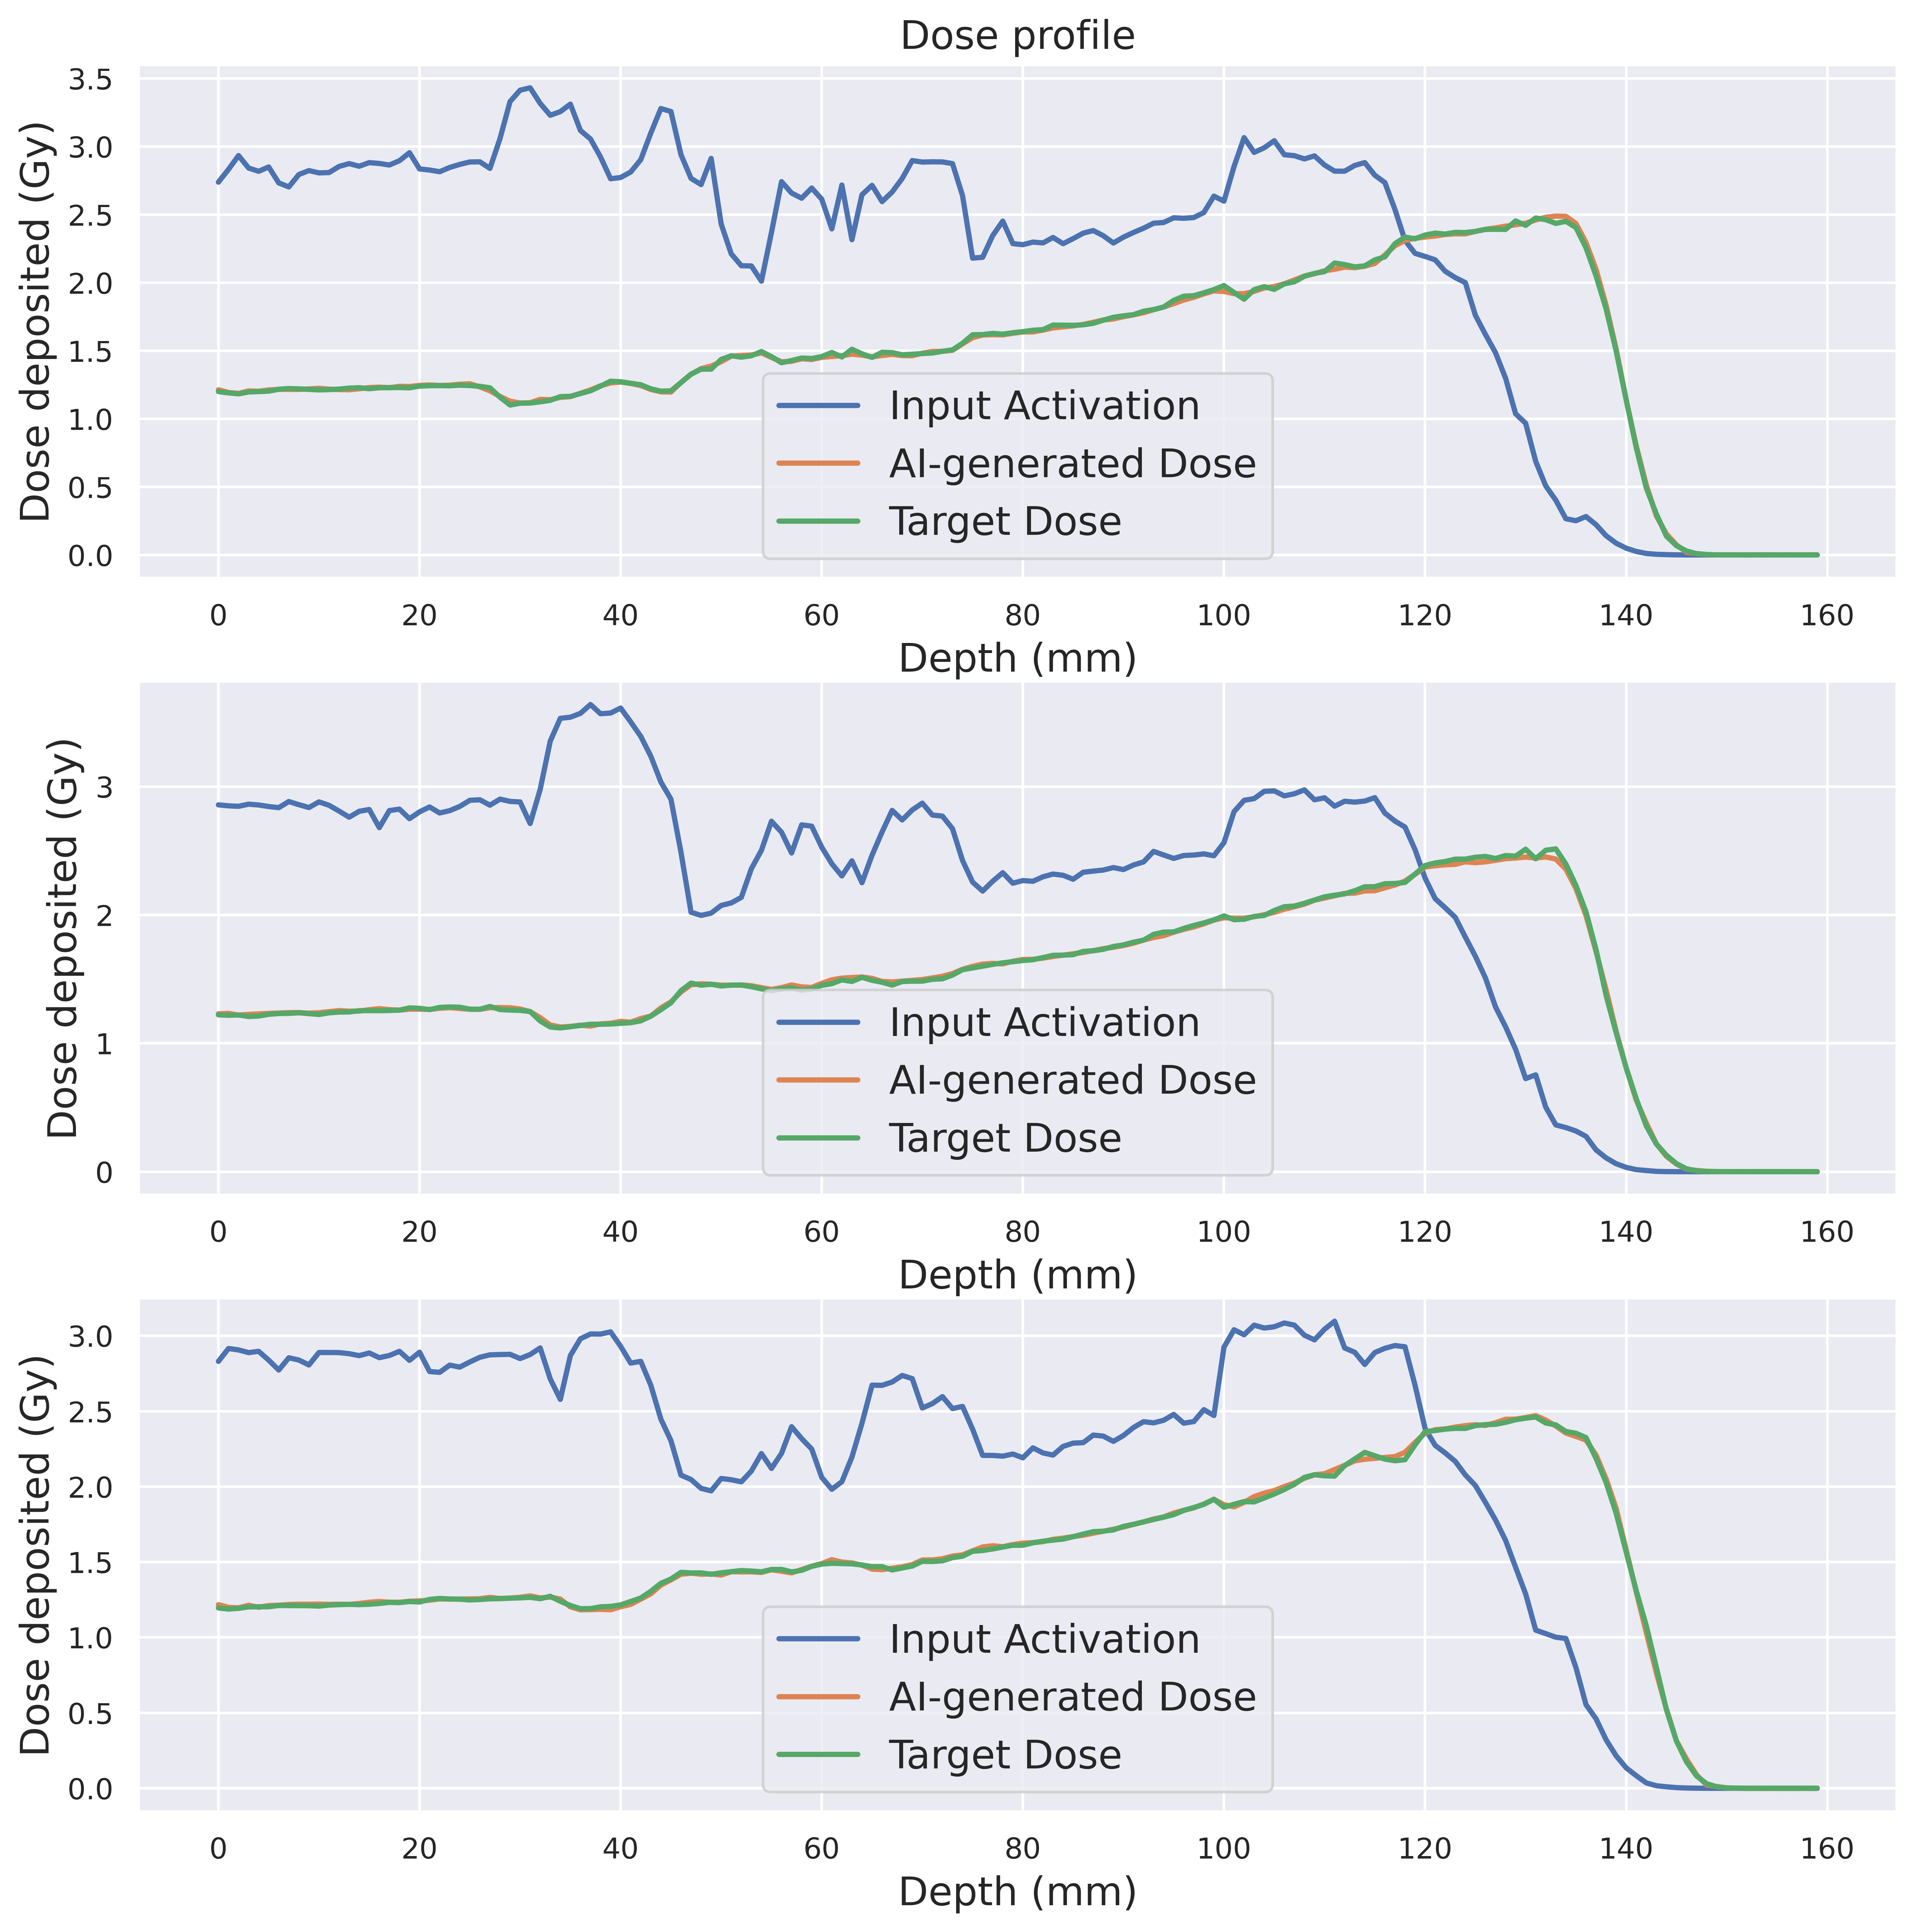 Dose profile
3.5
3.0
2.5
2.0
1.5
1.0
0.5
0.0
Dose deposited (Gy)
Input Activation
AI-generated Dose
Target Dose
0 20 40 60 80 100 120 140 160
Depth (mm)
3
2
1
0
Dose deposited (Gy)
Input Activation
AI-generated Dose
Target Dose
0 20 40 60 80 100 120 140 160
Depth (mm)
3.0
2.5
2.0
1.5
1.0
0.5
0.0
Dose deposited (Gy)
Input Activation
AI-generated Dose
Target Dose
0 20 40 60 80 100 120 140 160
Depth (mm)